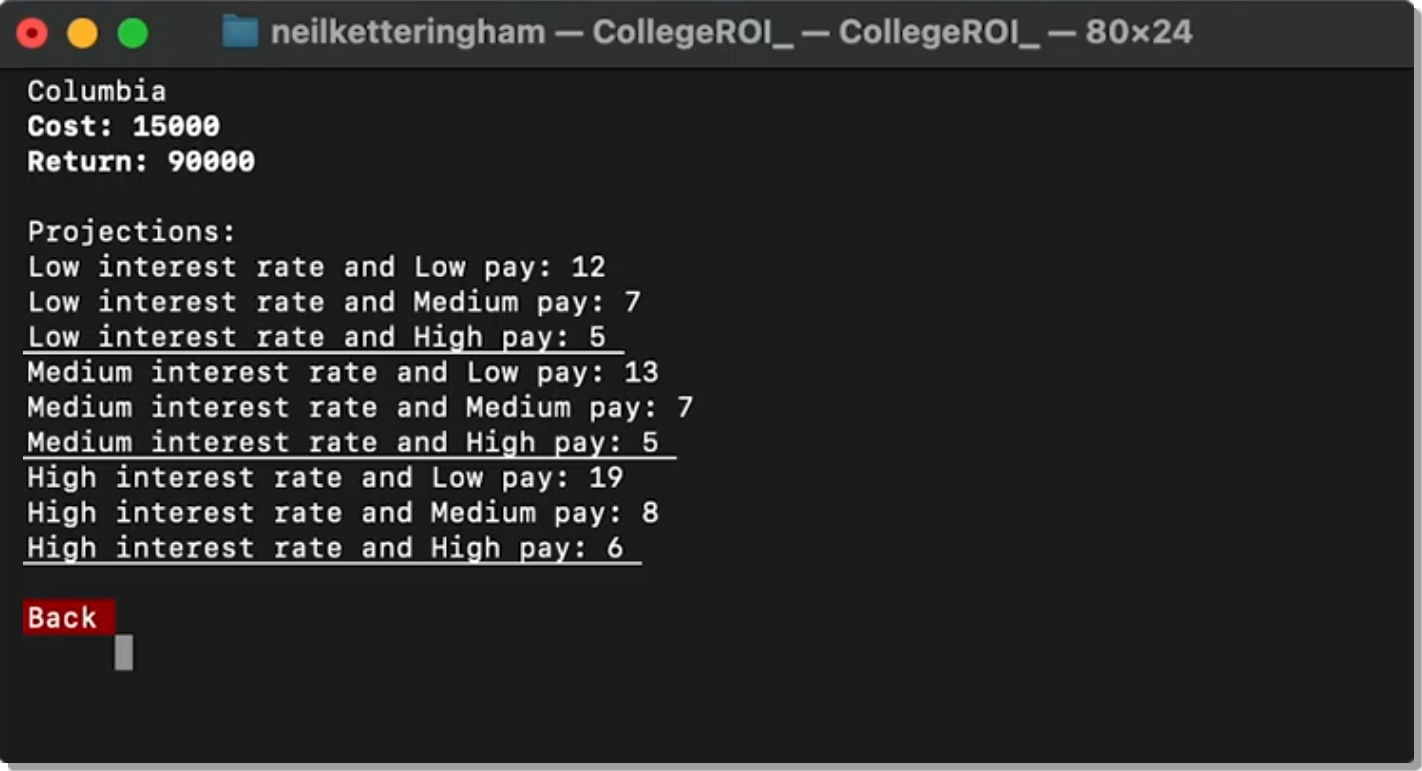 neilketteringham — CollegeROI_ — CollegeROI_ — 80×24
Columbia
Cost: 15000
Return: 90000
Projections:
Low interest rate and Low pay: 12
Low interest rate and Medium pay: 7
Low interest rate and High pay: 5
Medium interest rate and Low pay: 13
Medium interest rate and Medium pay: 7
Medium interest rate and High pay: 5
High interest rate and Low pay: 19
High interest rate and Medium pay: 8
High interest rate and High pay: 6
Back